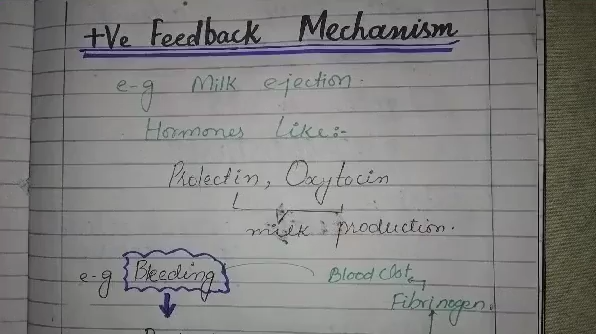 +Ve Feedback Mechanism
e-g Milk ejection.
Hormones Like:-
Prolectin, Oxytocin
milk production.
e-g Bleeding Blood Clot
Fibrinogen.